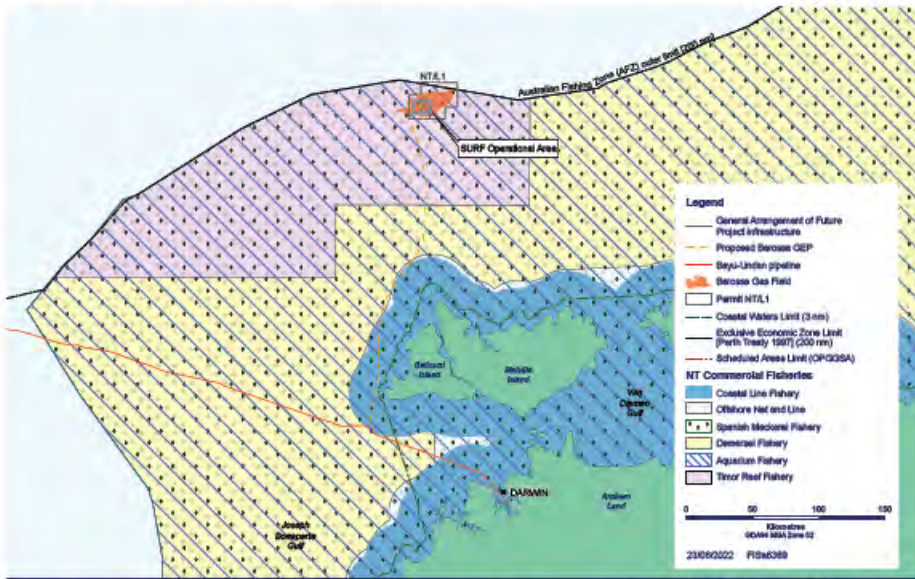 Australian Fishing Zone (AFZ) outer limit [200 nm]
NT/L1
SURF Operational Area
Legend
General Arrangement of Future
Project Infrastructure
Proposed Barossa GEP
Bayu-Undan pipeline
Barossa Gas Field
Permit NT/L1
Coastal Waters Limit (3 nm)
Exclusive Economic Zone Limit
[Perth Treaty 1997] (200 nm)
Scheduled Areas Limit (OPGGSA)
NT Commercial Fisheries
Coastal Line Fishery
Offshore Net and Line
Spanish Mackerel Fishery
Demersal Fishery
Aquarium Fishery
Timor Reef Fishery
0 50 100 150
Kilometres
GDA94 MGA Zone 52
23/06/2022 FISs6369
Bathurst
Island
Melville
Island
Van
Diemen
Gulf
DARWIN
Arnhem
Land
Joseph
Bonaparte
Gulf